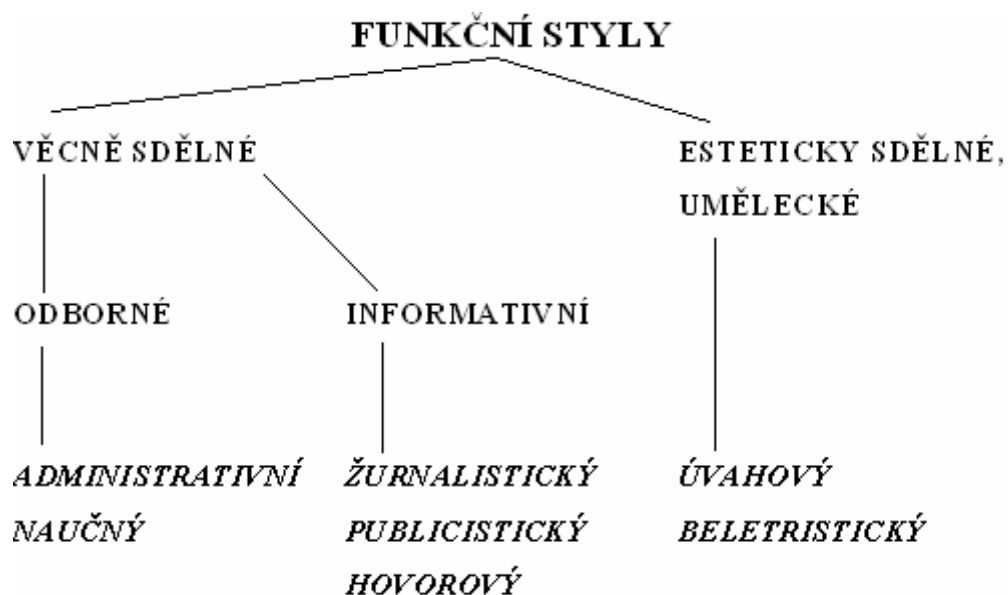 FUNKČNÍ STYLY
VĚCNĚ SDĚLNÉ
ESTETICKY SDĚLNÉ,
UMĚLECKÉ
ODBORNÉ
INFORMATIVNÍ
ADMINISTRATIVNÍ
NAUČNÝ
ŽURNALISTICKÝ
PUBLICISTICKÝ
HOVOROVÝ
ÚVAHOVÝ
BELETRISTICKÝ